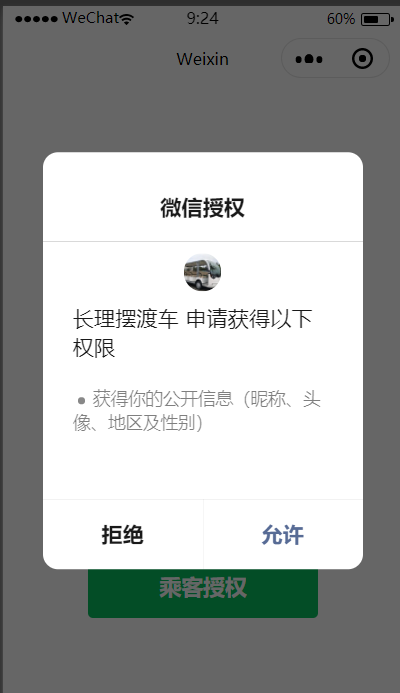 WeChat 9:24 60%
Weixin
微信授权
长理摆渡车 申请获得以下
权限
• 获得你的公开信息（昵称、头
像、地区及性别）
拒绝 允许
乘客授权